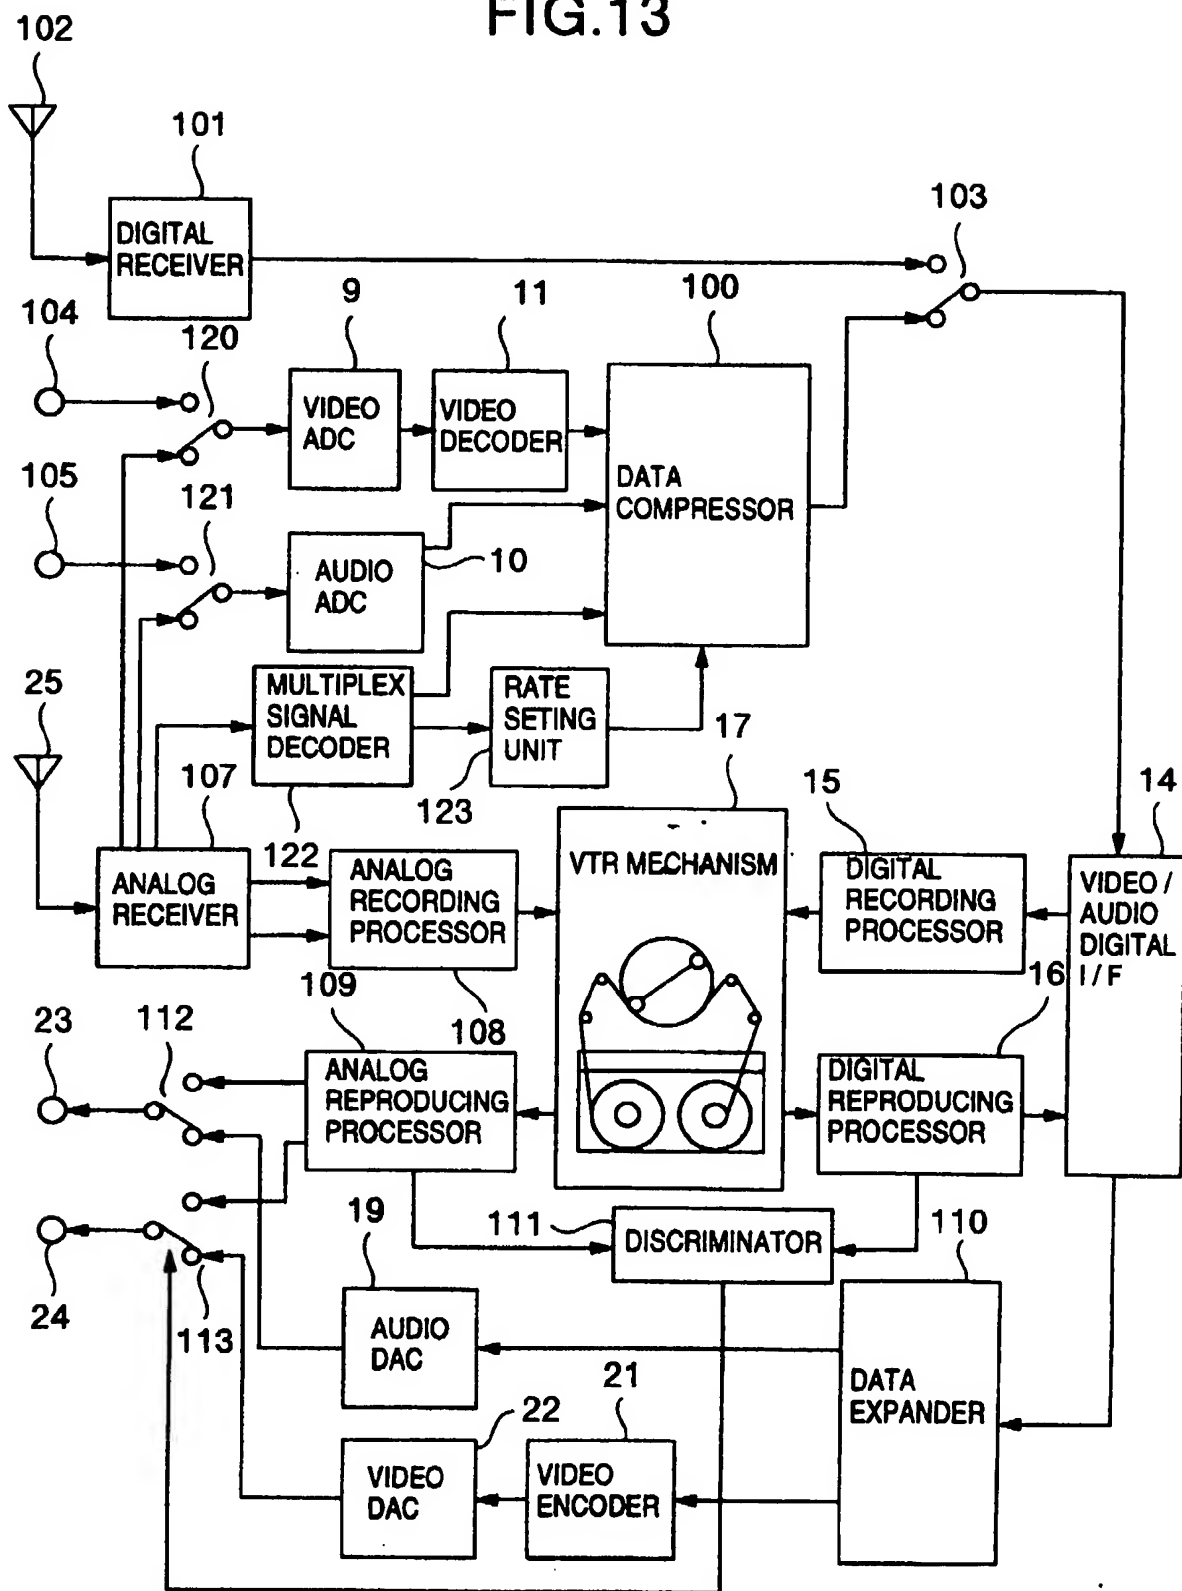 FIG.13
102
101
DIGITAL
RECEIVER
103
104
120
9
11
100
VIDEO
ADC
VIDEO
DECODER
DATA
COMPRESSOR
105
121
AUDIO
ADC
10
25
MULTIPLEX
SIGNAL
DECODER
RATE
SETING
UNIT
17
107
122
123
15
14
ANALOG
RECEIVER
ANALOG
RECORDING
PROCESSOR
VTR MECHANISM
DIGITAL
RECORDING
PROCESSOR
VIDEO /
AUDIO
DIGITAL
I/F
109
108
16
23
112
ANALOG
REPRODUCING
PROCESSOR
DIGITAL
REPRODUCING
PROCESSOR
24
113
19
111
DISCRIMINATOR
110
AUDIO
DAC
21
DATA
EXPANDER
22
VIDEO
DAC
VIDEO
ENCODER